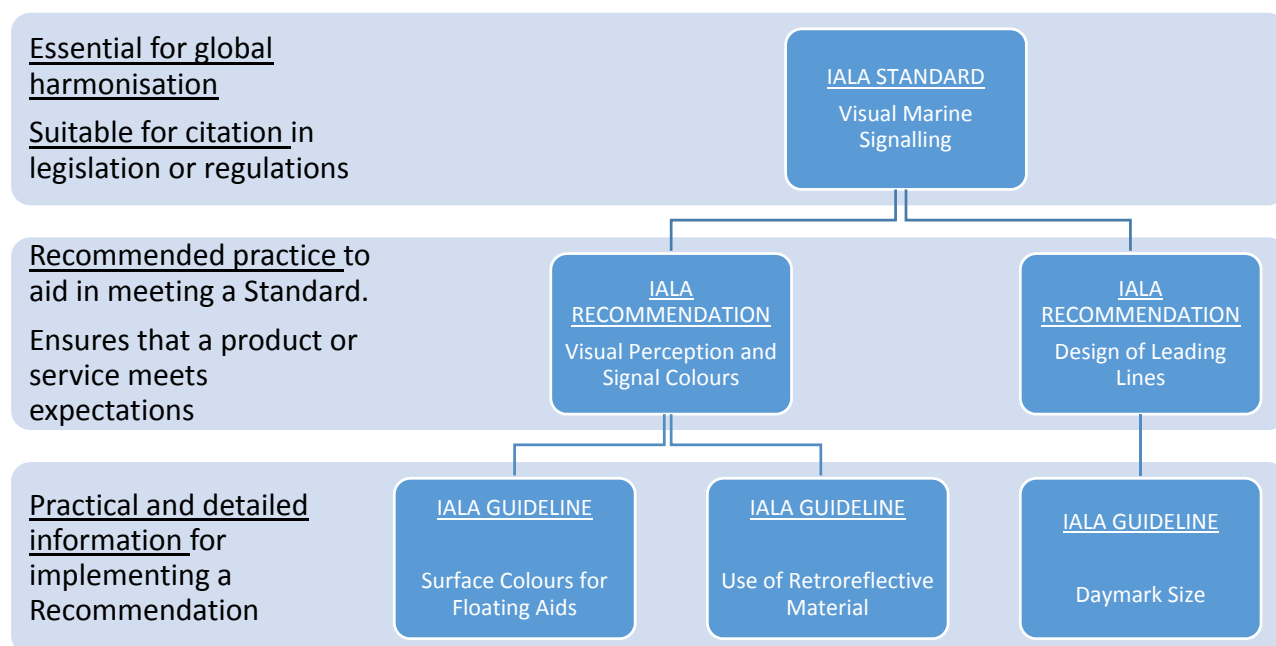 Essential for global
harmonisation
Suitable for citation in
legislation or regulations
IALA STANDARD
Visual Marine
Signalling
Recommended practice to
aid in meeting a Standard.
Ensures that a product or
service meets
expectations
IALA
RECOMMENDATION
Visual Perception and
Signal Colours
IALA
RECOMMENDATION
Design of Leading
Lines
Practical and detailed
information for
implementing a
Recommendation
IALA GUIDELINE
Surface Colours for
Floating Aids
IALA GUIDELINE
Use of Retroreflective
Material
IALA GUIDELINE
Daymark Size